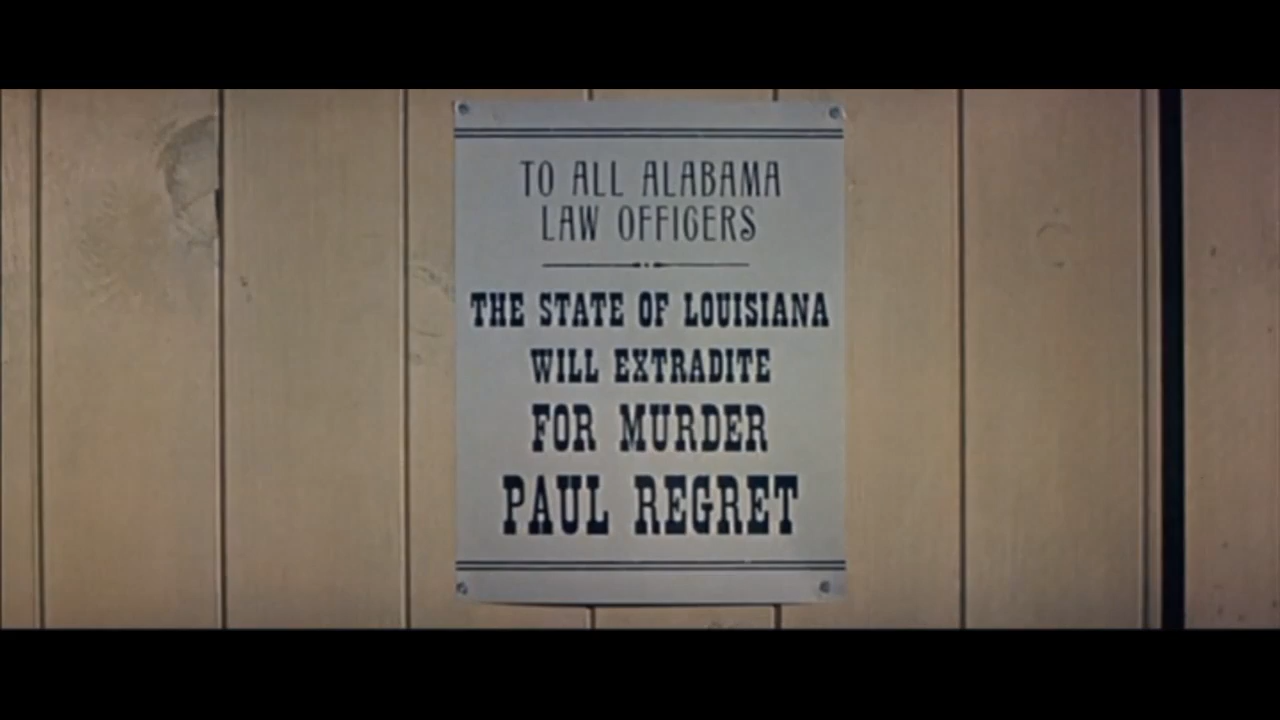 TO ALL ALABAMA
LAW OFFICERS
THE STATE OF LOUISIANA
WILL EXTRADITE
FOR MURDER
PAUL REGRET